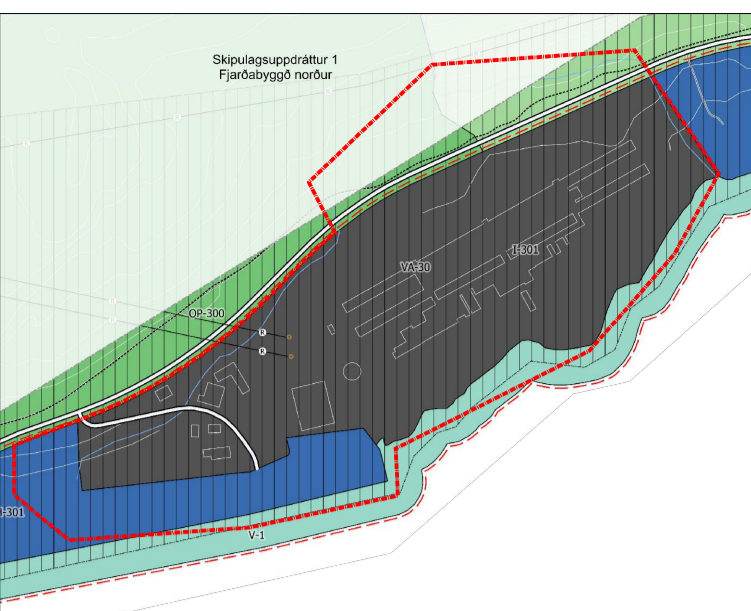 Skipulagsuppdráttur 1
Fjarðabyggð norður
VA-30
I-301
OP-300
R
R
-301
V-1